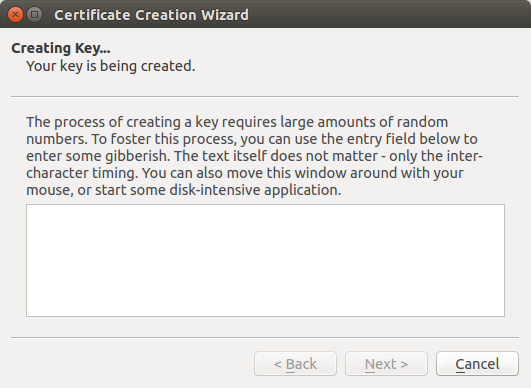 Certificate Creation Wizard
Creating Key...
Your key is being created.
The process of creating a key requires large amounts of random
numbers. To foster this process, you can use the entry field below to
enter some gibberish. The text itself does not matter - only the inter-
character timing. You can also move this window around with your
mouse, or start some disk-intensive application.
< Back
Next >
Cancel